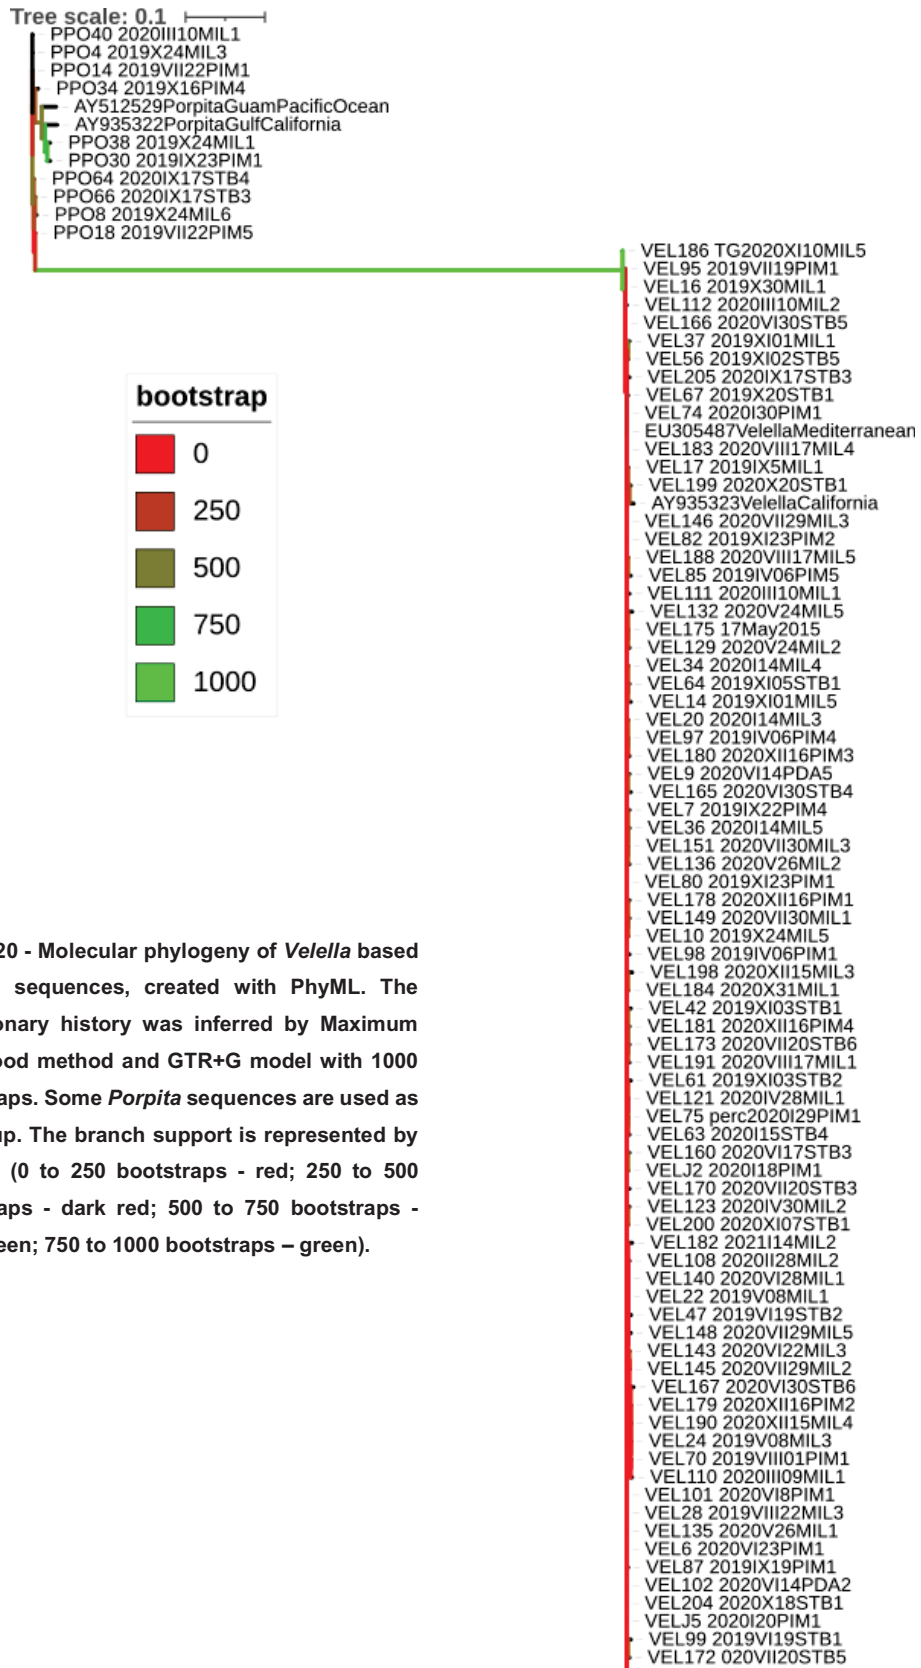 Tree scale: 0.1
PPO40 2020III10MIL1
PPO4 2019X24MIL3
PPO14 2019VII22PIM1
PPO34 2019X16PIM4
AY512529PorpitaGuamPacificOcean
AY935322PorpitaGulfCalifornia
PPO38 2019X24MIL1
PPO30 2019IX23PIM1
PPO64 2020IX17STB4
PPO66 2020IX17STB3
PPO8 2019X24MIL6
PPO18 2019VII22PIM5
VEL186 TG2020XI10MIL5
VEL95 2019VII19PIM1
VEL16 2019X30MIL1
VEL112 2020III10MIL2
VEL166 2020VI30STB5
VEL37 2019XI01MIL1
VEL56 2019XI02STB5
VEL205 2020IX17STB3
VEL67 2019X20STB1
VEL74 2020I30PIM1
EU305487VelellaMediterranean
VEL183 2020VIII17MIL4
VEL17 2019IX5MIL1
VEL199 2020X20STB1
AY935323VelellaCalifornia
VEL146 2020VII29MIL3
VEL82 2019XI23PIM2
VEL188 2020VIII17MIL5
VEL85 2019IV06PIM5
VEL111 2020III10MIL1
VEL132 2020V24MIL5
VEL175 17May2015
VEL129 2020V24MIL2
VEL34 2020I14MIL4
VEL64 2019XI05STB1
VEL14 2019XI01MIL5
VEL20 2020I14MIL3
VEL97 2019IV06PIM4
VEL180 2020XII16PIM3
VEL9 2020VI14PDA5
VEL165 2020VI30STB4
VEL7 2019IX22PIM4
VEL36 2020I14MIL5
VEL151 2020VII30MIL3
VEL136 2020V26MIL2
VEL80 2019XI23PIM1
VEL178 2020XII16PIM1
VEL149 2020VII30MIL1
VEL10 2019X24MIL5
VEL98 2019IV06PIM1
VEL198 2020XII15MIL3
VEL184 2020X31MIL1
VEL42 2019XI03STB1
VEL181 2020XII16PIM4
VEL173 2020VII20STB6
VEL191 2020VIII17MIL1
VEL61 2019XI03STB2
VEL121 2020IV28MIL1
VEL75 perc2020I29PIM1
VEL63 2020I15STB4
VEL160 2020VI17STB3
VELJ2 2020I18PIM1
VEL170 2020VII20STB3
VEL123 2020IV30MIL2
VEL200 2020XI07STB1
VEL182 2021I14MIL2
VEL108 2020II28MIL2
VEL140 2020VI28MIL1
VEL22 2019V08MIL1
VEL47 2019VI19STB2
VEL148 2020VII29MIL5
VEL143 2020VI22MIL3
VEL145 2020VII29MIL2
VEL167 2020VI30STB6
VEL179 2020XII16PIM2
VEL190 2020XII15MIL4
VEL24 2019V08MIL3
VEL70 2019VIII01PIM1
VEL110 2020III09MIL1
VEL101 2020VI8PIM1
VEL28 2019VIII22MIL3
VEL135 2020V26MIL1
VEL6 2020VI23PIM1
VEL87 2019IX19PIM1
VEL102 2020VI14PDA2
VEL204 2020X18STB1
VELJ5 2020I20PIM1
VEL99 2019VI19STB1
VEL172 020VII20STB5
bootstrap
0
250
500
750
1000
20 - Molecular phylogeny of Velella based
sequences, created with PhyML. The
onary history was inferred by Maximum
ood method and GTR+G model with 1000
aps. Some Porpita sequences are used as
up. The branch support is represented by
(0 to 250 bootstraps - red; 250 to 500
aps - dark red; 500 to 750 bootstraps -
een; 750 to 1000 bootstraps – green).